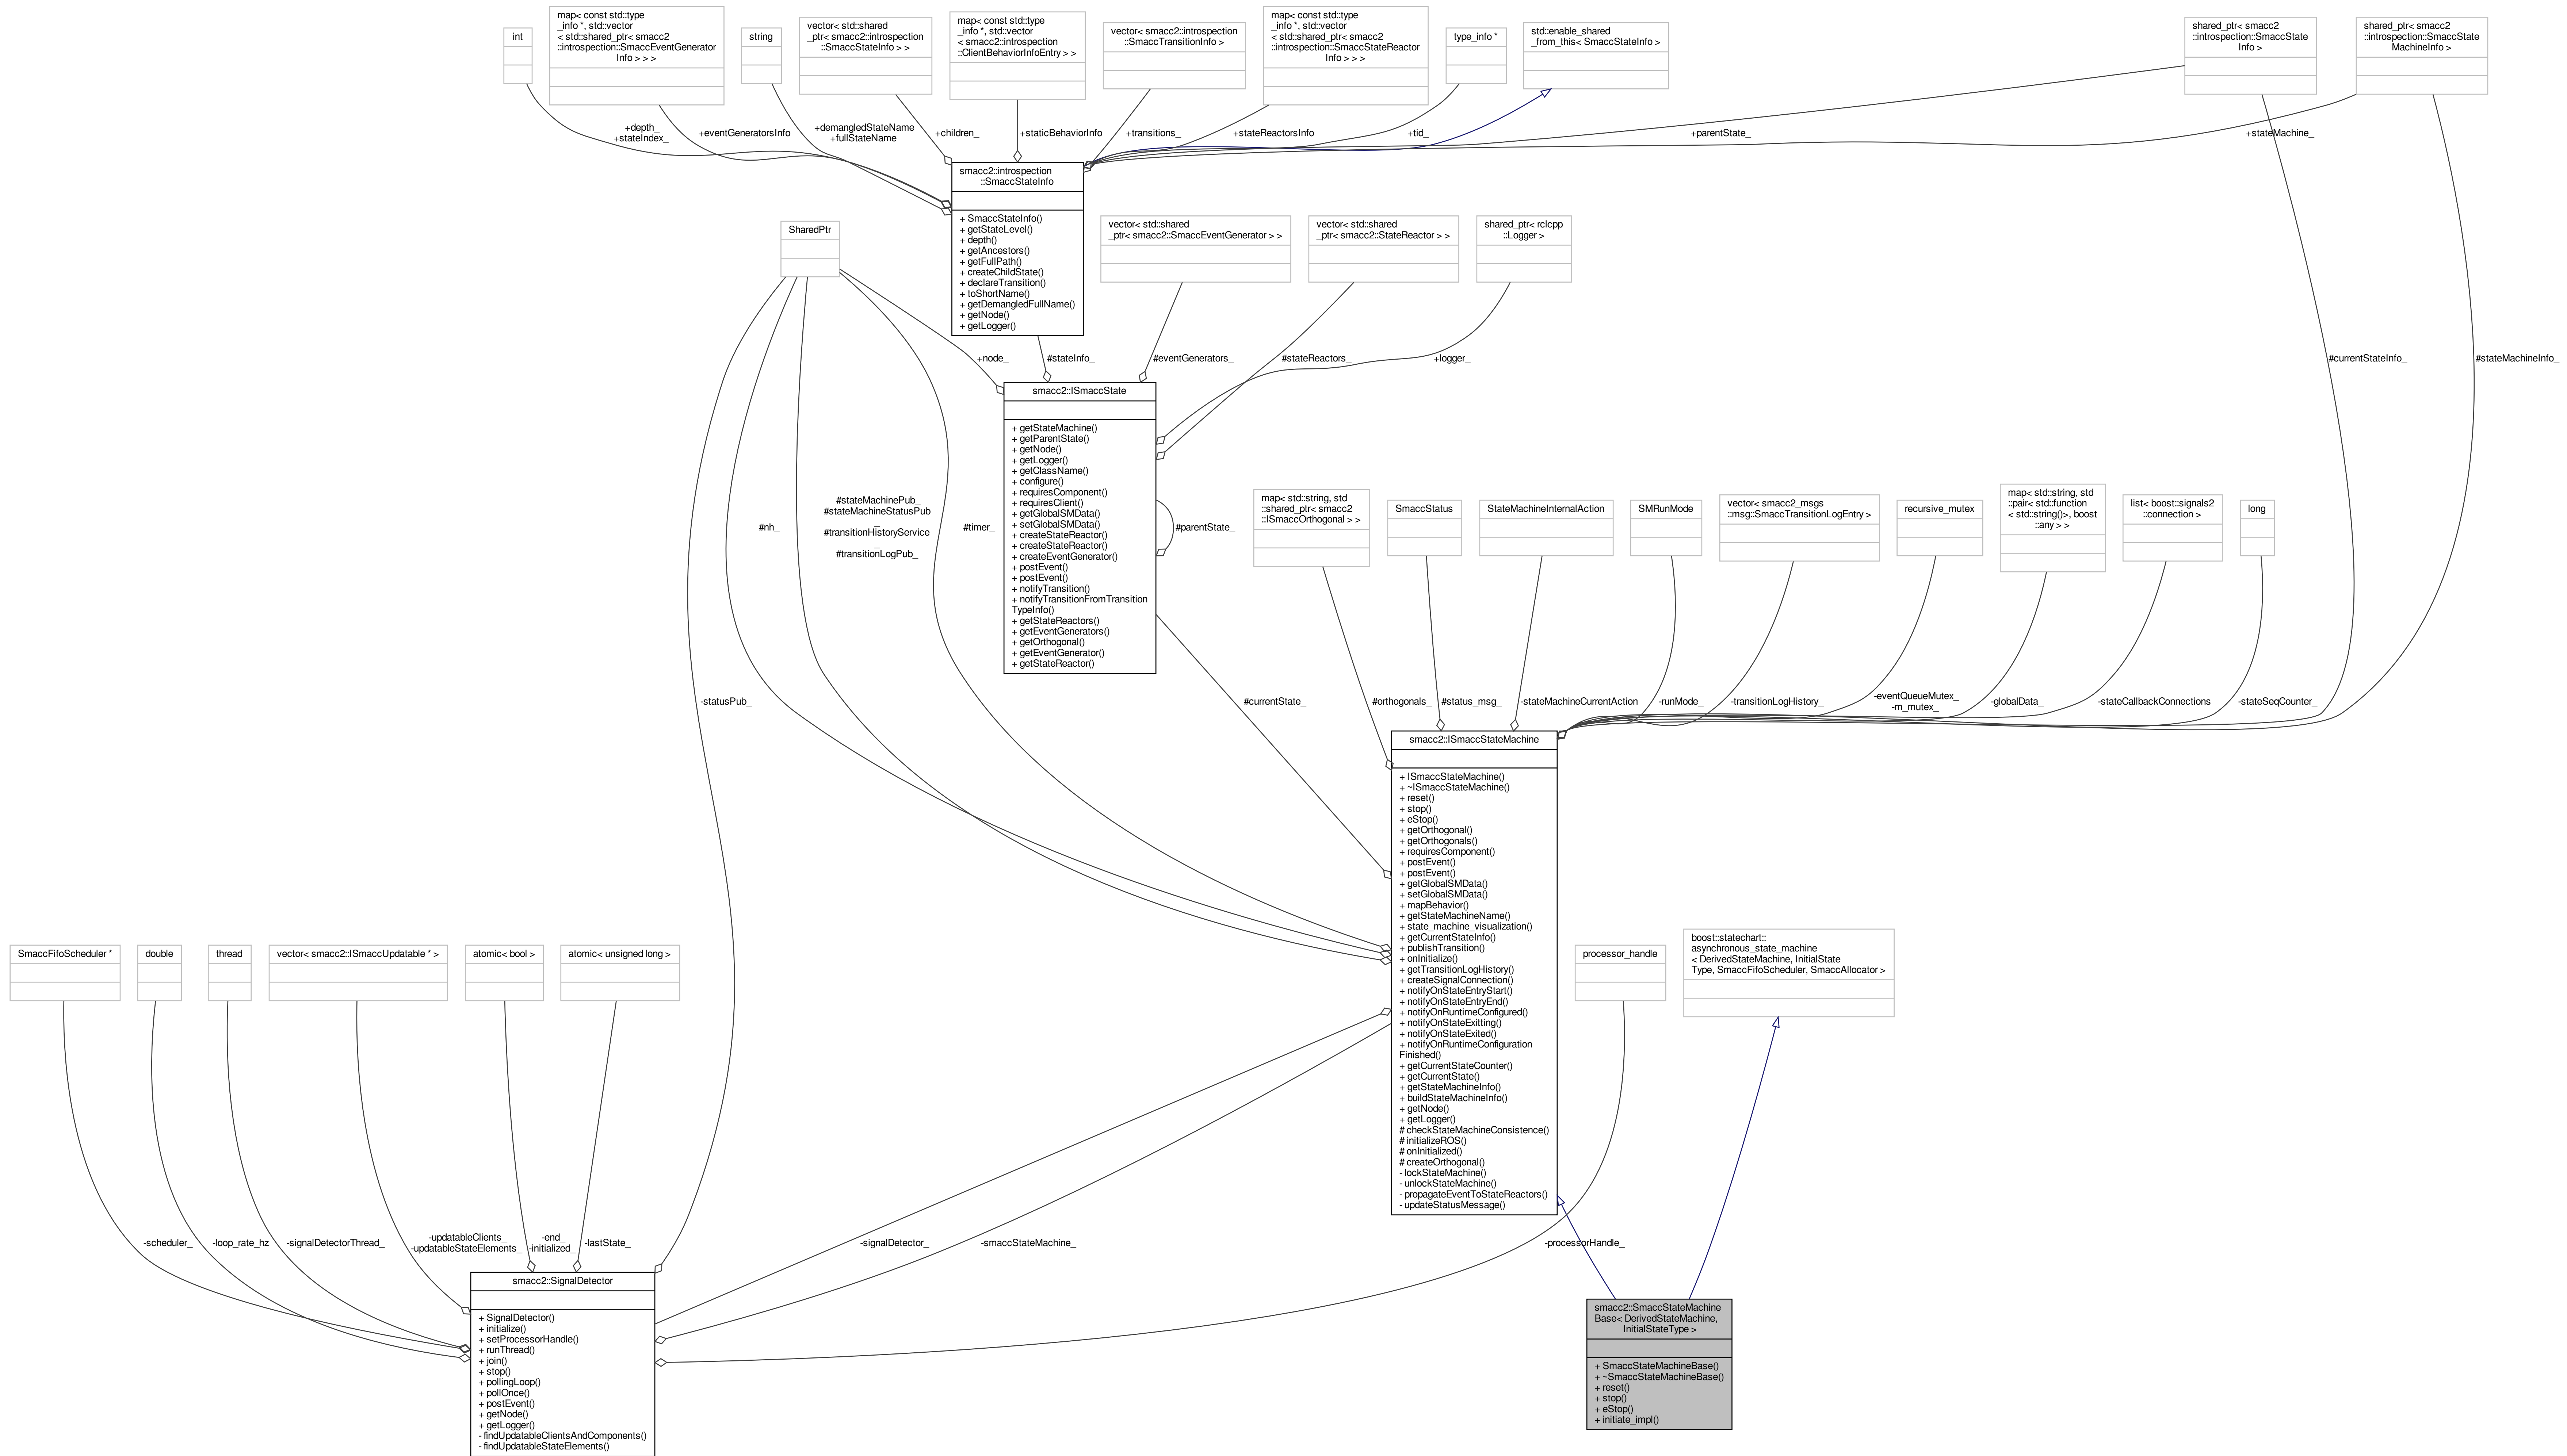 int
map< const std::type
_info *, std::vector
< std::shared_ptr< smacc2
::introspection::SmaccEventGenerator
Info > > >
string
vector< std::shared
_ptr< smacc2::introspection
::SmaccStateInfo > >
map< const std::type
_info *, std::vector
< smacc2::introspection
::ClientBehaviorInfoEntry > >
vector< smacc2::introspection
::SmaccTransitionInfo >
map< const std::type
_info *, std::vector
< std::shared_ptr< smacc2
::introspection::SmaccStateReactor
Info > > >
type_info *
std::enable_shared
_from_this< SmaccStateInfo >
shared_ptr< smacc2
::introspection::SmaccState
Info >
shared_ptr< smacc2
::introspection::SmaccState
MachineInfo >
+depth_
+stateIndex_
+eventGeneratorsInfo
+demangledStateName
+fullStateName
+children_
+staticBehaviorInfo
+transitions_
+stateReactorsInfo
+tid_
+parentState_
+stateMachine_
smacc2::introspection
::SmaccStateInfo
+ SmaccStateInfo()
+ getStateLevel()
+ depth()
+ getAncestors()
+ getFullPath()
+ createChildState()
+ declareTransition()
+ toShortName()
+ getDemangledFullName()
+ getNode()
+ getLogger()
SharedPtr
vector< std::shared
_ptr< smacc2::SmaccEventGenerator > >
vector< std::shared
_ptr< smacc2::StateReactor > >
shared_ptr< rclcpp
::Logger >
+node_
#stateInfo_
#eventGenerators_
#stateReactors_
+logger_
#currentStateInfo_
#stateMachineInfo_
smacc2::ISmaccState
+ getStateMachine()
+ getParentState()
+ getNode()
+ getLogger()
+ getClassName()
+ configure()
+ requiresComponent()
+ requiresClient()
+ getGlobalSMData()
+ setGlobalSMData()
+ createStateReactor()
+ createStateReactor()
+ createEventGenerator()
+ postEvent()
+ postEvent()
+ notifyTransition()
+ notifyTransitionFromTransition
TypeInfo()
+ getStateReactors()
+ getEventGenerators()
+ getOrthogonal()
+ getEventGenerator()
+ getStateReactor()
#nh_
#stateMachinePub_
#stateMachineStatusPub
_
#transitionHistoryService
_
#transitionLogPub_
#timer_
#parentState_
map< std::string, std
::shared_ptr< smacc2
::ISmaccOrthogonal > >
SmaccStatus
StateMachineInternalAction
SMRunMode
vector< smacc2_msgs
::msg::SmaccTransitionLogEntry >
recursive_mutex
map< std::string, std
::pair< std::function
< std::string()>, boost
::any > >
list< boost::signals2
::connection >
long
-statusPub_
#currentState_
#orthogonals_
#status_msg_
-stateMachineCurrentAction
-runMode_
-transitionLogHistory_
-eventQueueMutex_
-m_mutex_
-globalData_
-stateCallbackConnections
-stateSeqCounter_
smacc2::ISmaccStateMachine
+ ISmaccStateMachine()
+ ~ISmaccStateMachine()
+ reset()
+ stop()
+ eStop()
+ getOrthogonal()
+ getOrthogonals()
+ requiresComponent()
+ postEvent()
+ postEvent()
+ getGlobalSMData()
+ setGlobalSMData()
+ mapBehavior()
+ getStateMachineName()
+ state_machine_visualization()
+ getCurrentStateInfo()
+ publishTransition()
+ onInitialize()
+ getTransitionLogHistory()
+ createSignalConnection()
+ notifyOnStateEntryStart()
+ notifyOnStateEntryEnd()
+ notifyOnRuntimeConfigured()
+ notifyOnStateExitting()
+ notifyOnStateExited()
+ notifyOnRuntimeConfiguration
Finished()
+ getCurrentStateCounter()
+ getCurrentState()
+ getStateMachineInfo()
+ buildStateMachineInfo()
+ getNode()
+ getLogger()
# checkStateMachineConsistence()
# initializeROS()
# onInitialized()
# createOrthogonal()
- lockStateMachine()
- unlockStateMachine()
- propagateEventToStateReactors()
- updateStatusMessage()
SmaccFifoScheduler *
double
thread
vector< smacc2::ISmaccUpdatable * >
atomic< bool >
atomic< unsigned long >
processor_handle
boost::statechart::
asynchronous_state_machine
< DerivedStateMachine, InitialState
Type, SmaccFifoScheduler, SmaccAllocator >
-scheduler_
-loop_rate_hz
-signalDetectorThread_
-updatableClients_
-updatableStateElements_
-end_
-initialized_
-lastState_
-signalDetector_
-smaccStateMachine_
-processorHandle_
smacc2::SignalDetector
+ SignalDetector()
+ initialize()
+ setProcessorHandle()
+ runThread()
+ join()
+ stop()
+ pollingLoop()
+ pollOnce()
+ postEvent()
+ getNode()
+ getLogger()
- findUpdatableClientsAndComponents()
- findUpdatableStateElements()
smacc2::SmaccStateMachine
Base< DerivedStateMachine,
InitialStateType >
+ SmaccStateMachineBase()
+ ~SmaccStateMachineBase()
+ reset()
+ stop()
+ eStop()
+ initiate_impl()